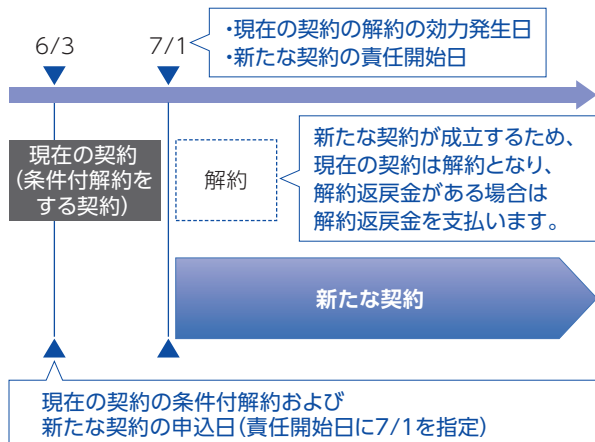 6/3
7/1
・現在の契約の解約の効力発生日
・新たな契約の責任開始日
現在の契約
(条件付解約を
する契約)
解約
新たな契約が成立するため、
現在の契約は解約となり、
解約返戻金がある場合は
解約返戻金を支払います。
新たな契約
現在の契約の条件付解約および
新たな契約の申込日(責任開始日に7/1を指定)